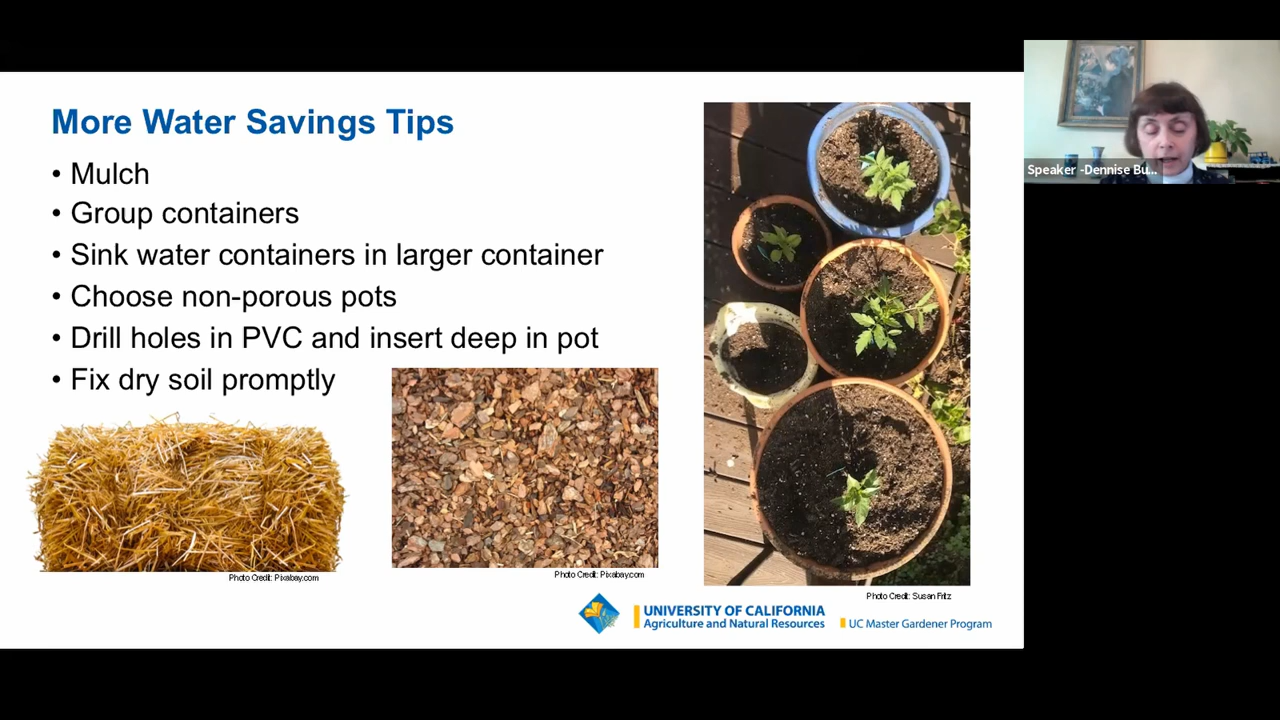 More Water Savings Tips
• Mulch
• Group containers
• Sink water containers in larger container
• Choose non-porous pots
• Drill holes in PVC and insert deep in pot
• Fix dry soil promptly
Photo Credit: Pixabay.com
Photo Credit: Pixabay.com
Photo Credit: Susan Fritz
UNIVERSITY OF CALIFORNIA
Agriculture and Natural Resources
UC Master Gardener Program
Speaker -Dennise Bu...